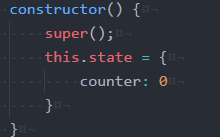 constructor() {
    super();
    this.state = {
        counter: 0
    }
}